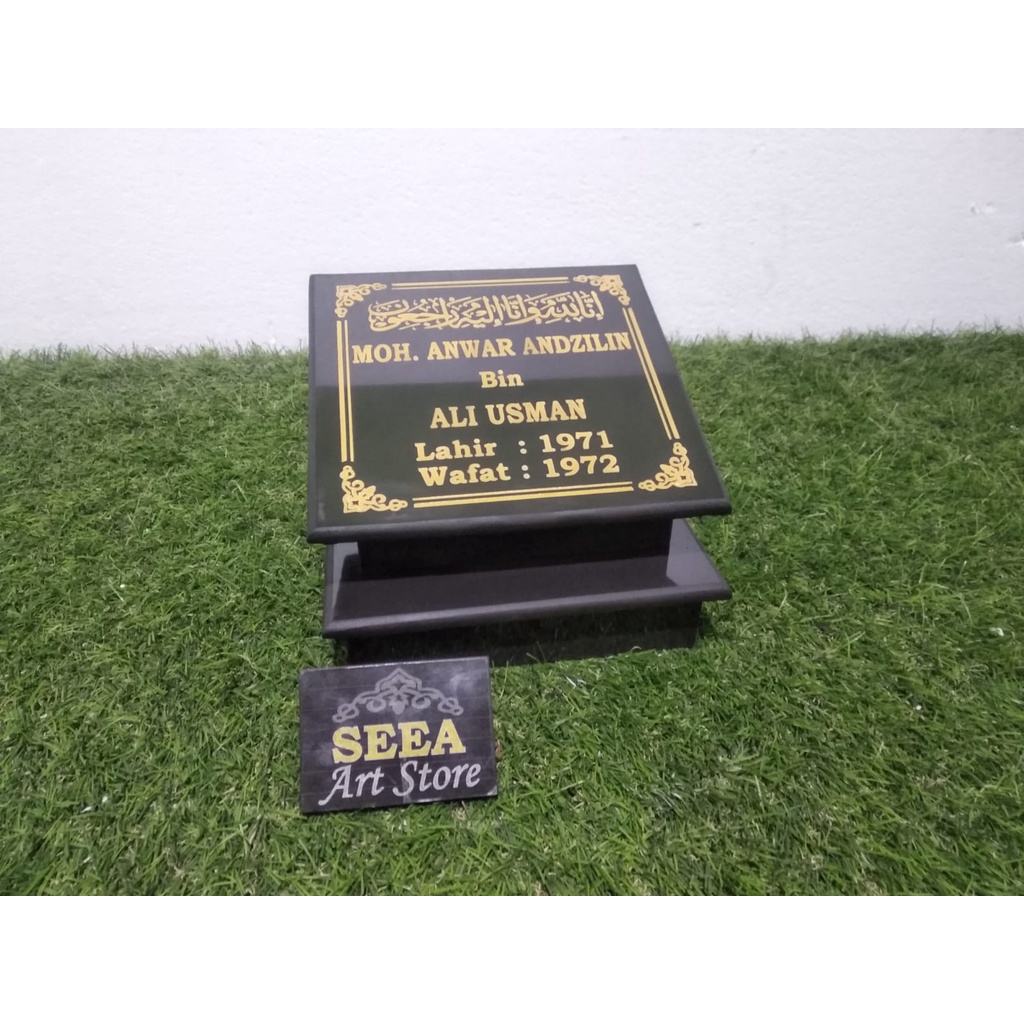 إنا لله وإنا إليه راجعون
MOH. ANWAR ANDZILIN
Bin
ALI USMAN
Lahir : 1971
Wafat : 1972
SEEA
Art Store